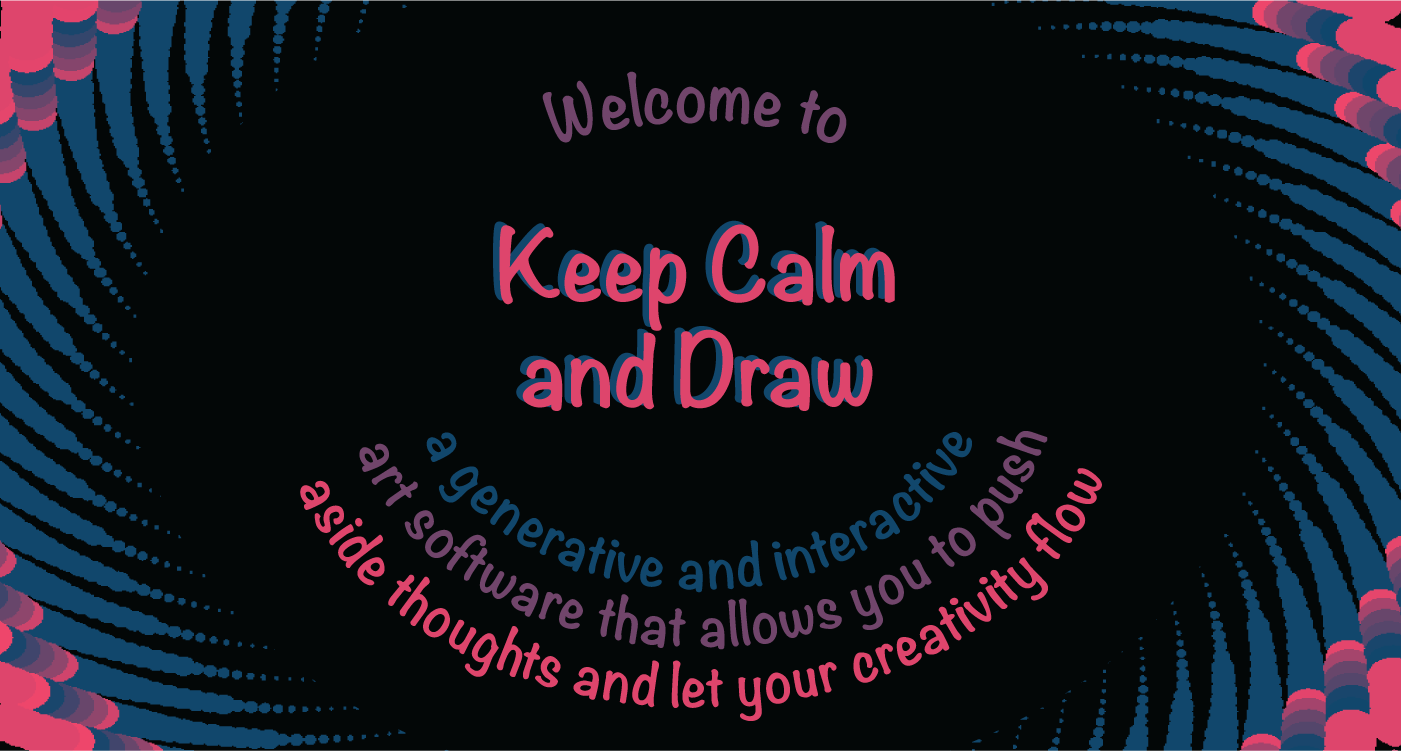 Welcome to
Keep Calm
and Draw
a generative and interactive
art software that allows you to push
aside thoughts and let your creativity flow